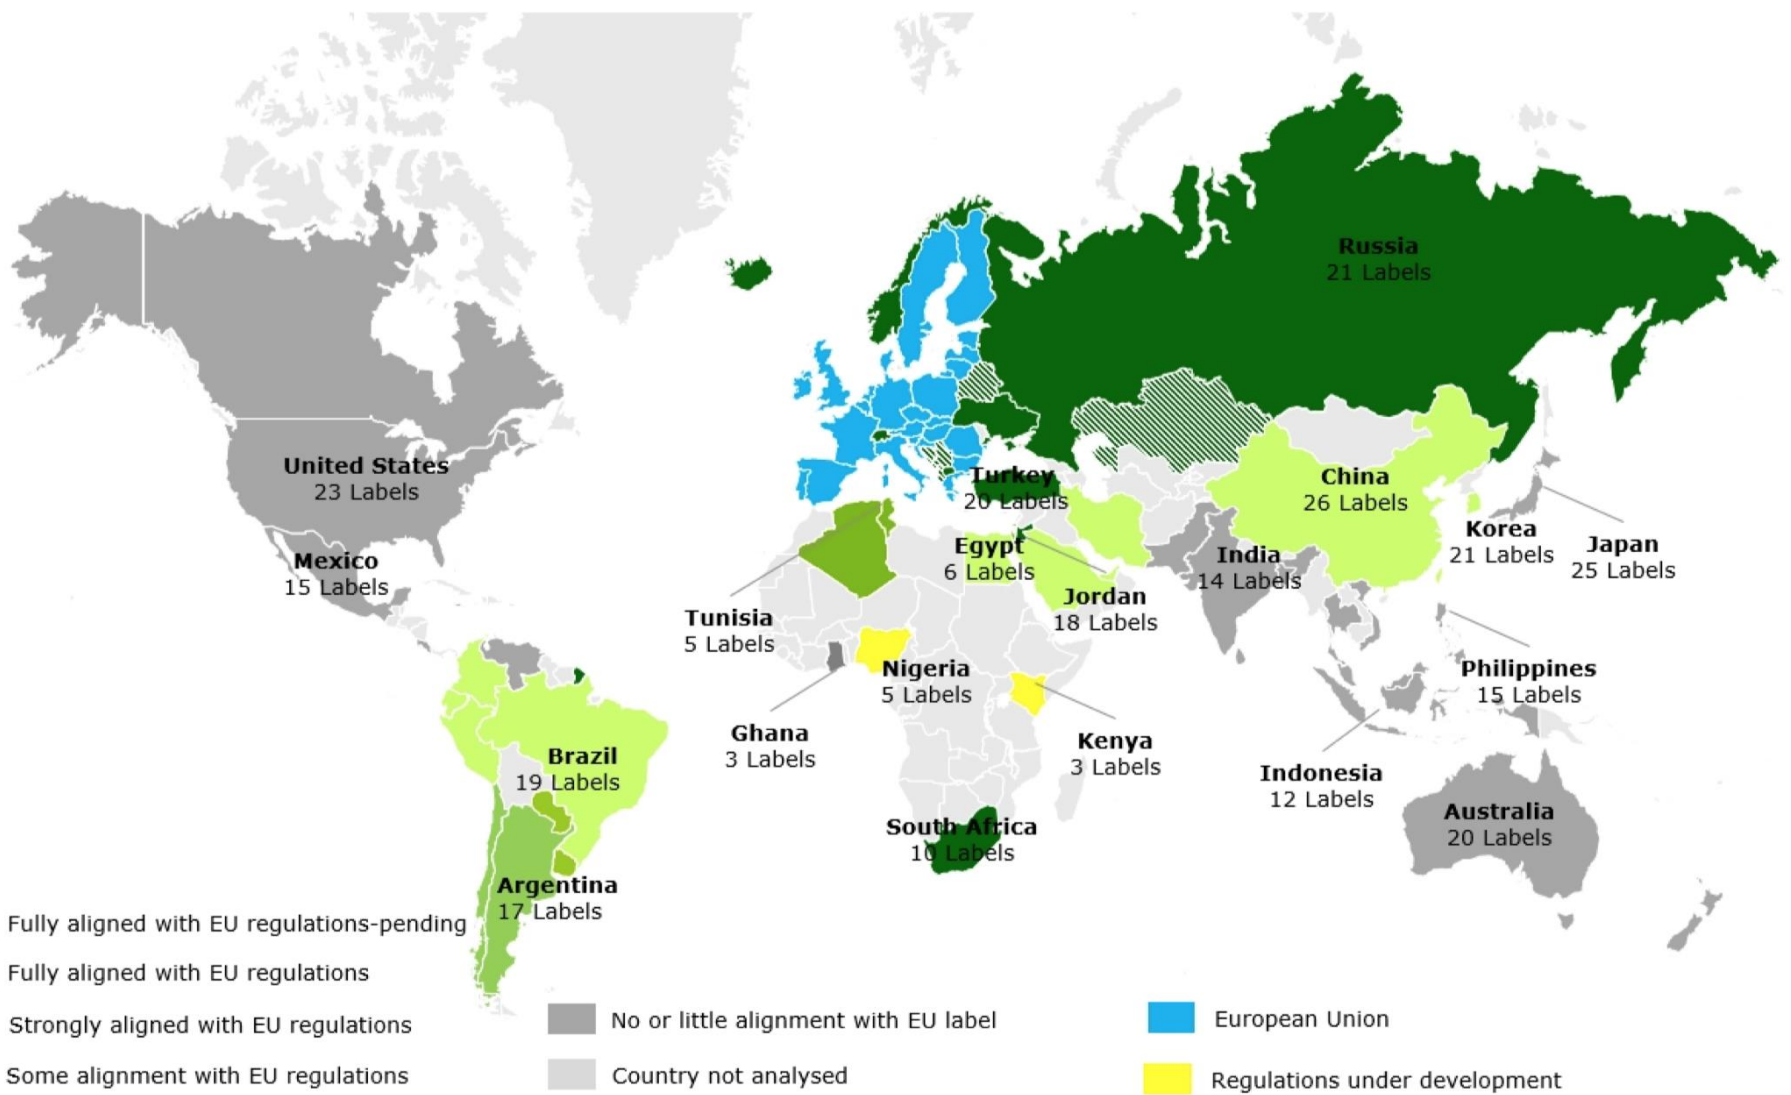 Russia
21 Labels
United States
23 Labels
Mexico
15 Labels
Turkey
20 Labels
China
26 Labels
Korea
21 Labels
Japan
25 Labels
Egypt
6 Labels
India
14 Labels
Jordan
18 Labels
Tunisia
5 Labels
Nigeria
5 Labels
Philippines
15 Labels
Ghana
3 Labels
Kenya
3 Labels
Brazil
19 Labels
Indonesia
12 Labels
Australia
20 Labels
South Africa
10 Labels
Argentina
17 Labels
Fully aligned with EU regulations-pending
Fully aligned with EU regulations
Strongly aligned with EU regulations
Some alignment with EU regulations
No or little alignment with EU label
Country not analysed
European Union
Regulations under development